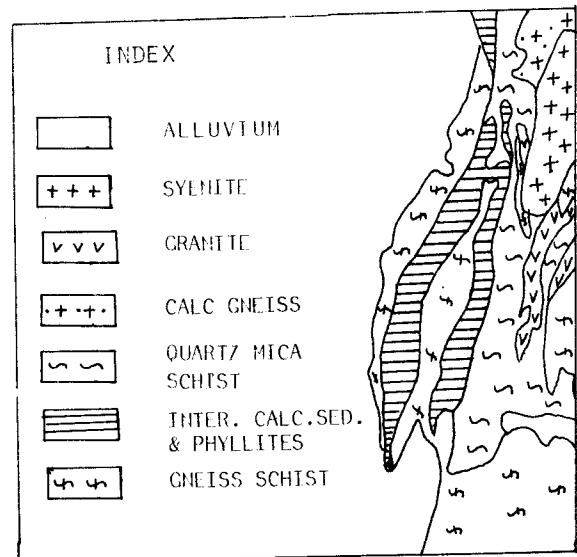 INDEX
ALLUVIUM
SYENITE
GRANITE
CALC GNEISS
QUARTZ MICA
SCHIST
INTER. CALC.SED.
& PHYLLITES
GNEISS SCHIST